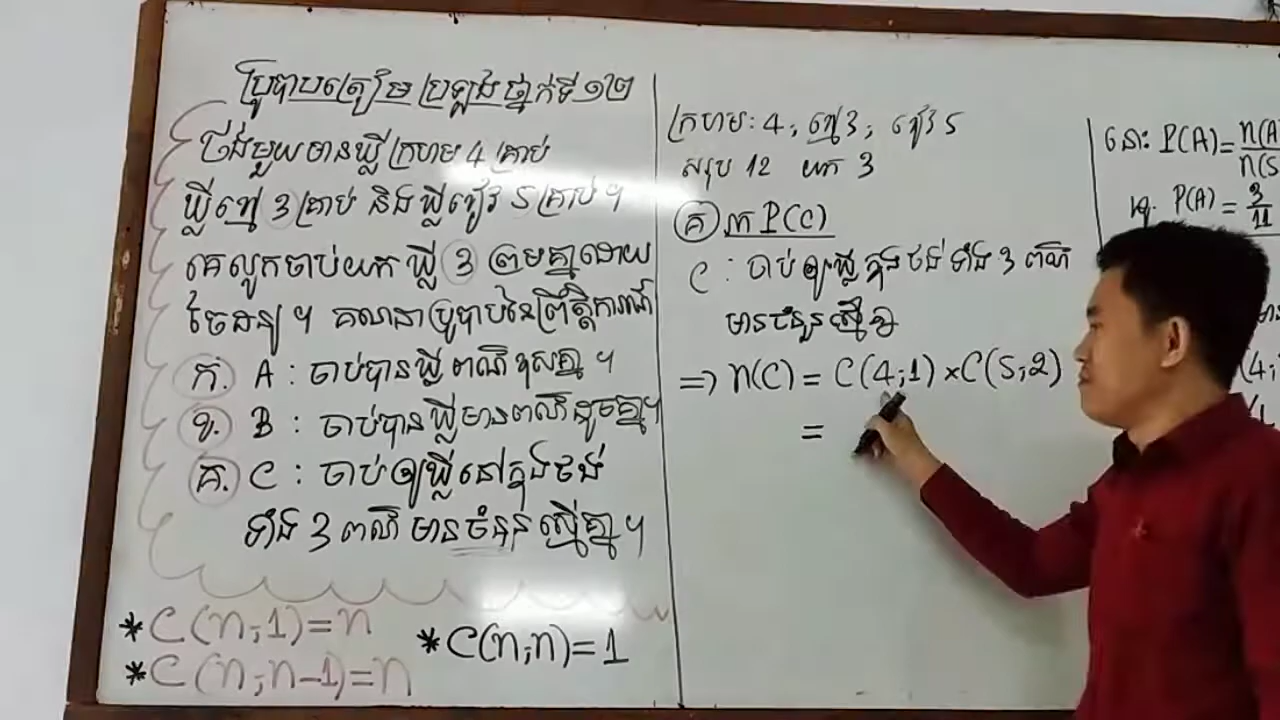 ប្រូបាបត្រៀមប្រឡងថ្នាក់ទី១២
ថង់មួយមានឃ្លីក្រហម 4 គ្រាប់
ឃ្លីខ្មៅ 3 គ្រាប់ និងឃ្លីខៀវ 5 គ្រាប់ ។
គេលូកចាប់យកឃ្លី 3 ព្រមគ្នាដោយ
ចៃដន្យ ។ គណនាប្រូបាបនៃព្រឹត្តិការណ៍
ក. A : ចាប់បានឃ្លីពណ៌ខុសគ្នា ។
ខ. B : ចាប់បានឃ្លីមានពណ៌ដូចគ្នា ។
គ. C : ចាប់ឲ្យឃ្លីនៅក្នុងថង់
ទាំង 3 ពណ៌ មានចំនួនស្មើគ្នា ។
* C(n;1)=n
* C(n;n-1)=n
* C(n;n)=1
ក្រហម: 4 ; ខ្មៅ 3 ; ខៀវ 5
សរុប 12 យក 3
គ រក P(C)
C : ចាប់ឲ្យឃ្លីក្នុងថង់ ទាំង 3 ពណ៌
មានចំនួនស្មើគ្នា
=> n(C) = C(4;1) × C(5;2)
=
នោះ P(A)= n(A
n(S
P(A) = 3/11
(4;